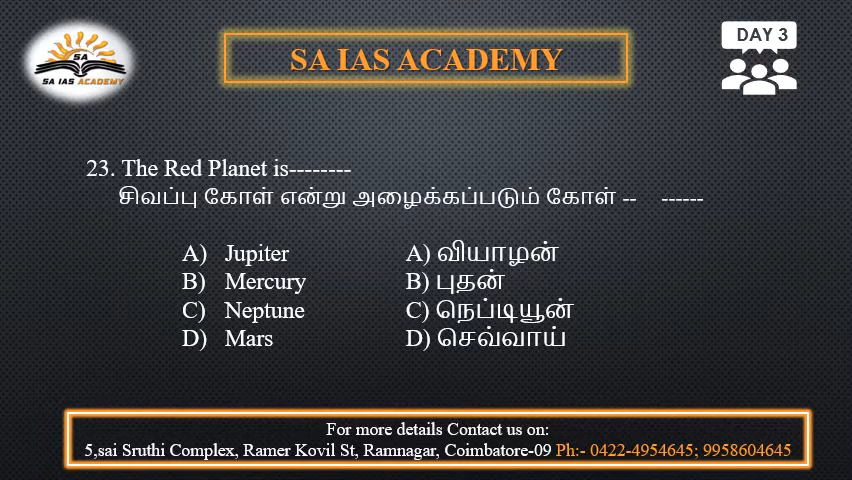 SA
SA IAS ACADEMY
SA IAS ACADEMY
DAY 3
23. The Red Planet is--------
சிவப்பு கோள் என்று அழைக்கப்படும் கோள் -- ------
A) Jupiter A) வியாழன்
B) Mercury B) புதன்
C) Neptune C) நெப்டியூன்
D) Mars D) செவ்வாய்
For more details Contact us on:
5,sai Sruthi Complex, Ramer Kovil St, Ramnagar, Coimbatore-09 Ph:- 0422-4954645; 9958604645